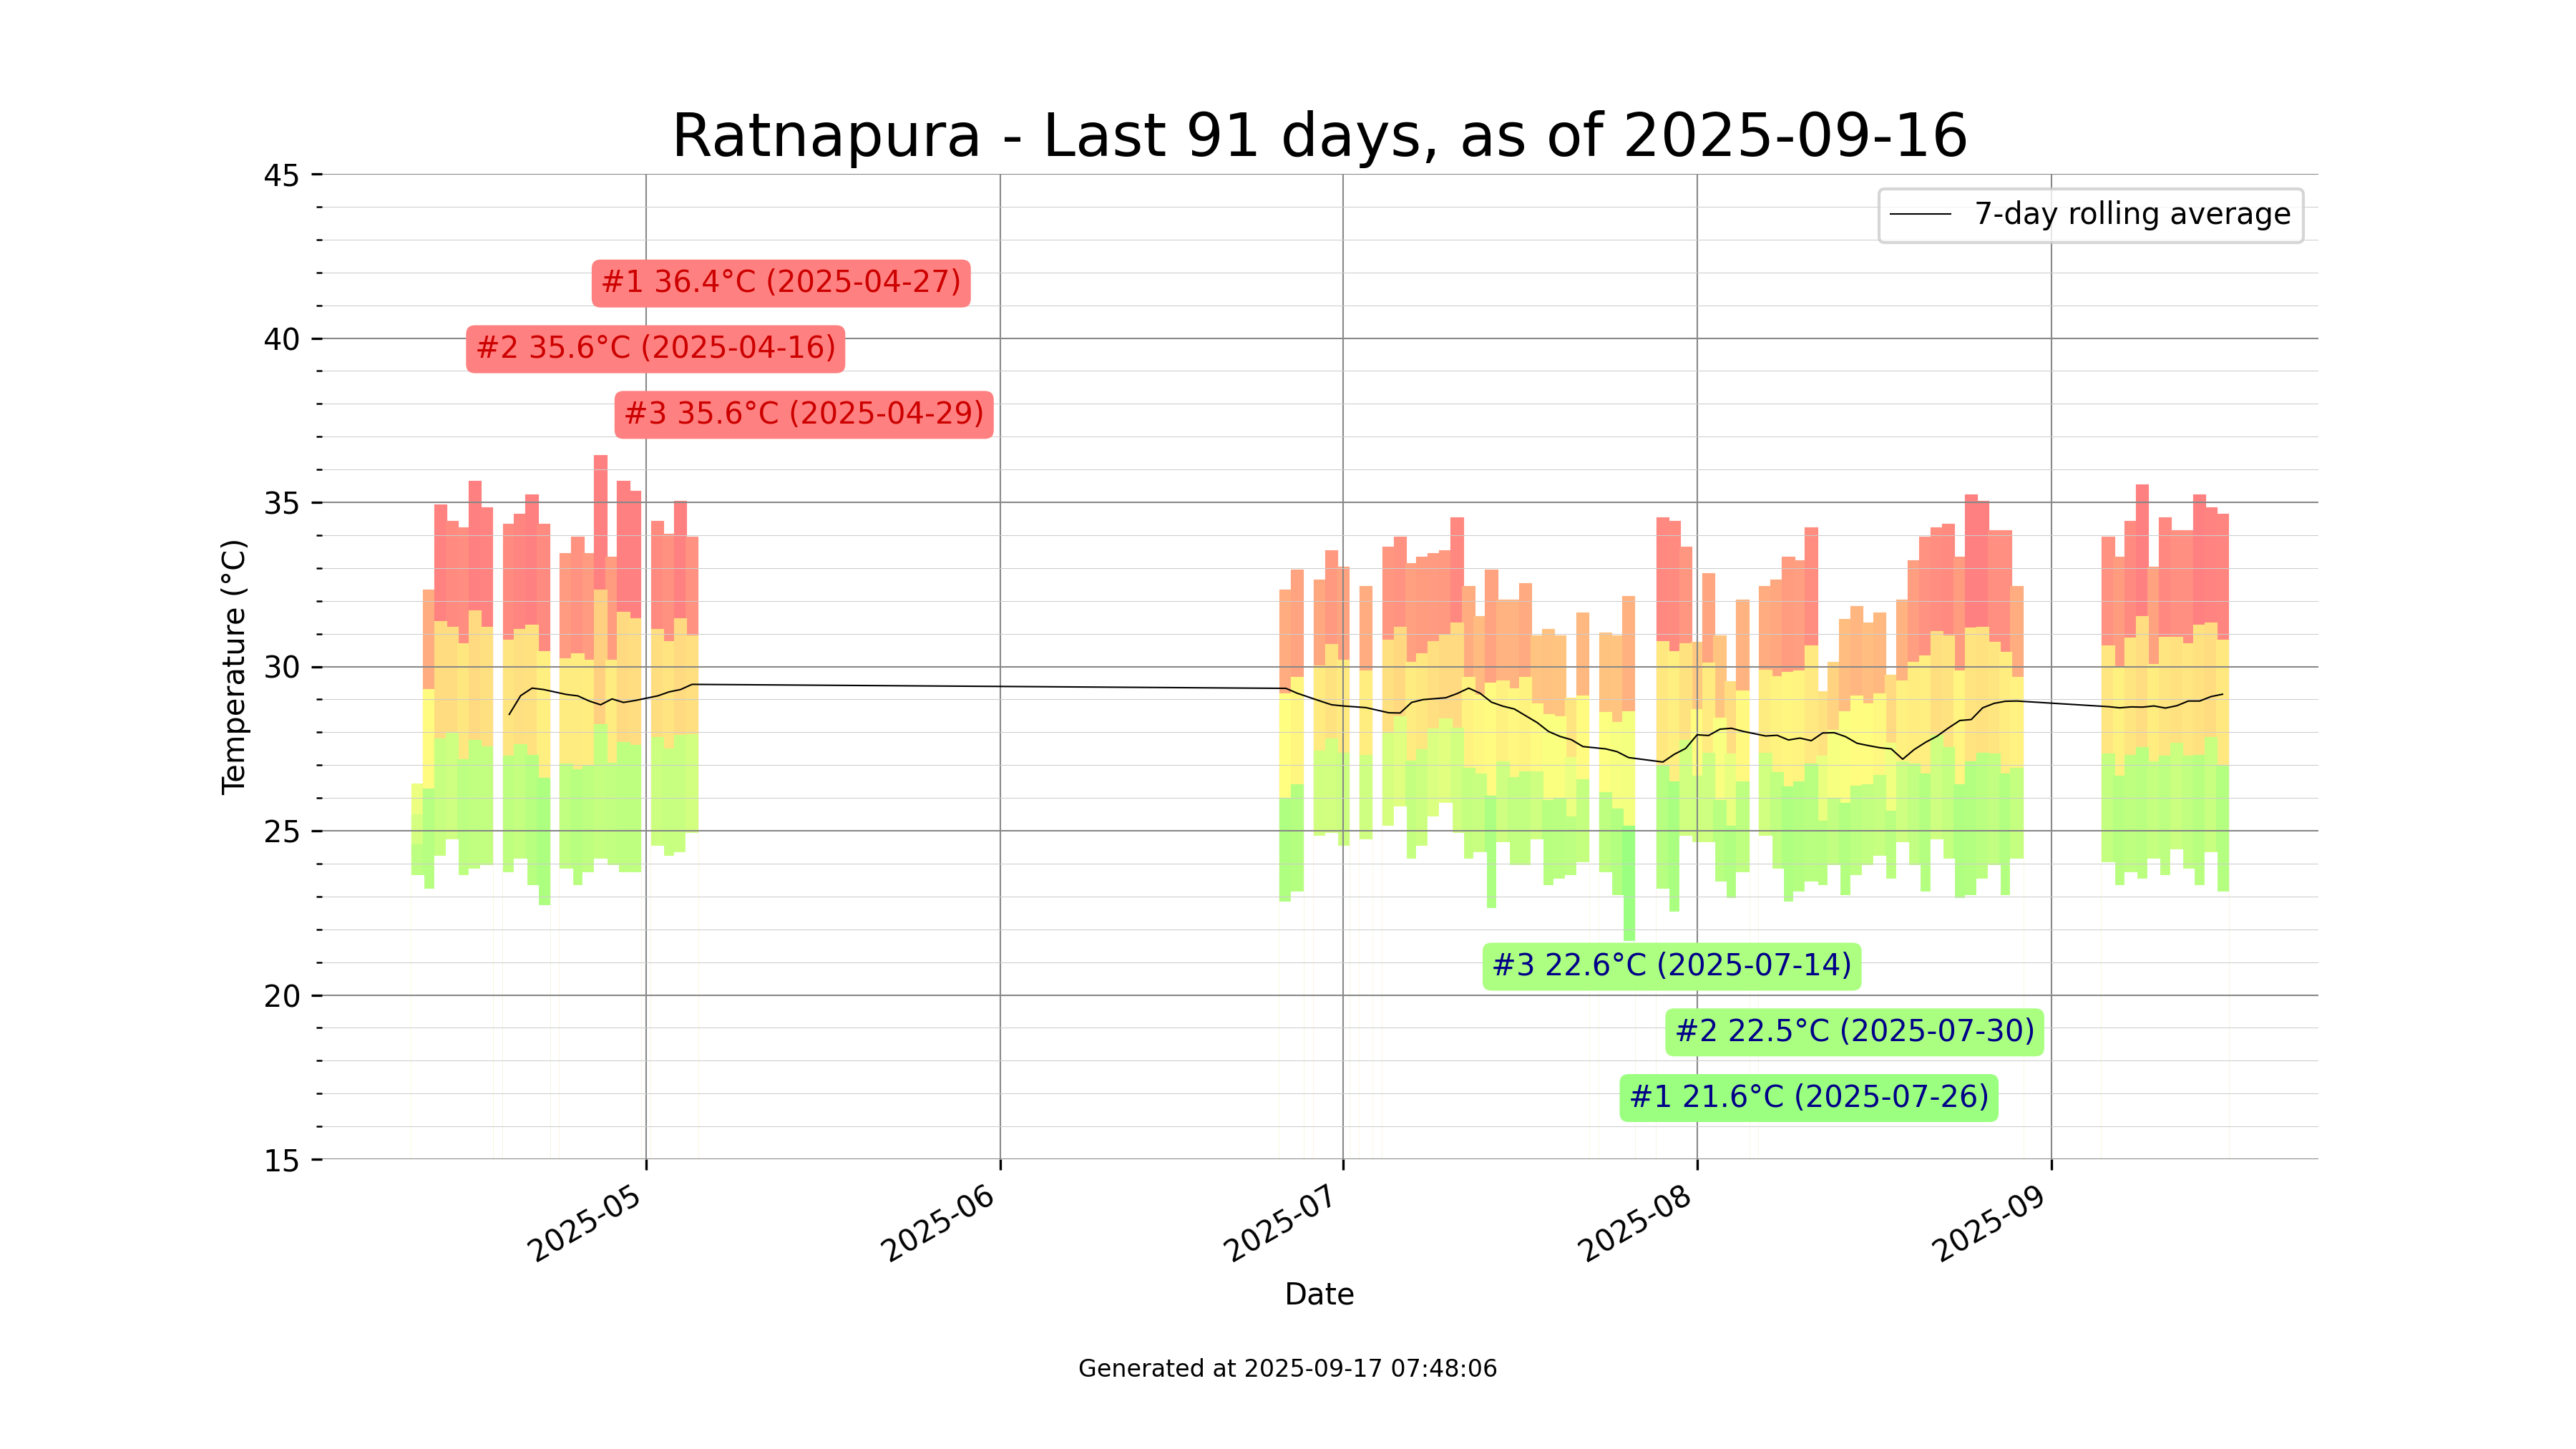 Ratnapura - Last 91 days, as of 2025-09-16
45
7-day rolling average
#1 36.4°C (2025-04-27)
40
#2 35.6°C (2025-04-16)
#3 35.6°C (2025-04-29)
35
Temperature (°C)
30
25
#3 22.6°C (2025-07-14)
20
#2 22.5°C (2025-07-30)
#1 21.6°C (2025-07-26)
15
2025-05
2025-06
2025-07
2025-08
2025-09
Date
Generated at 2025-09-17 07:48:06